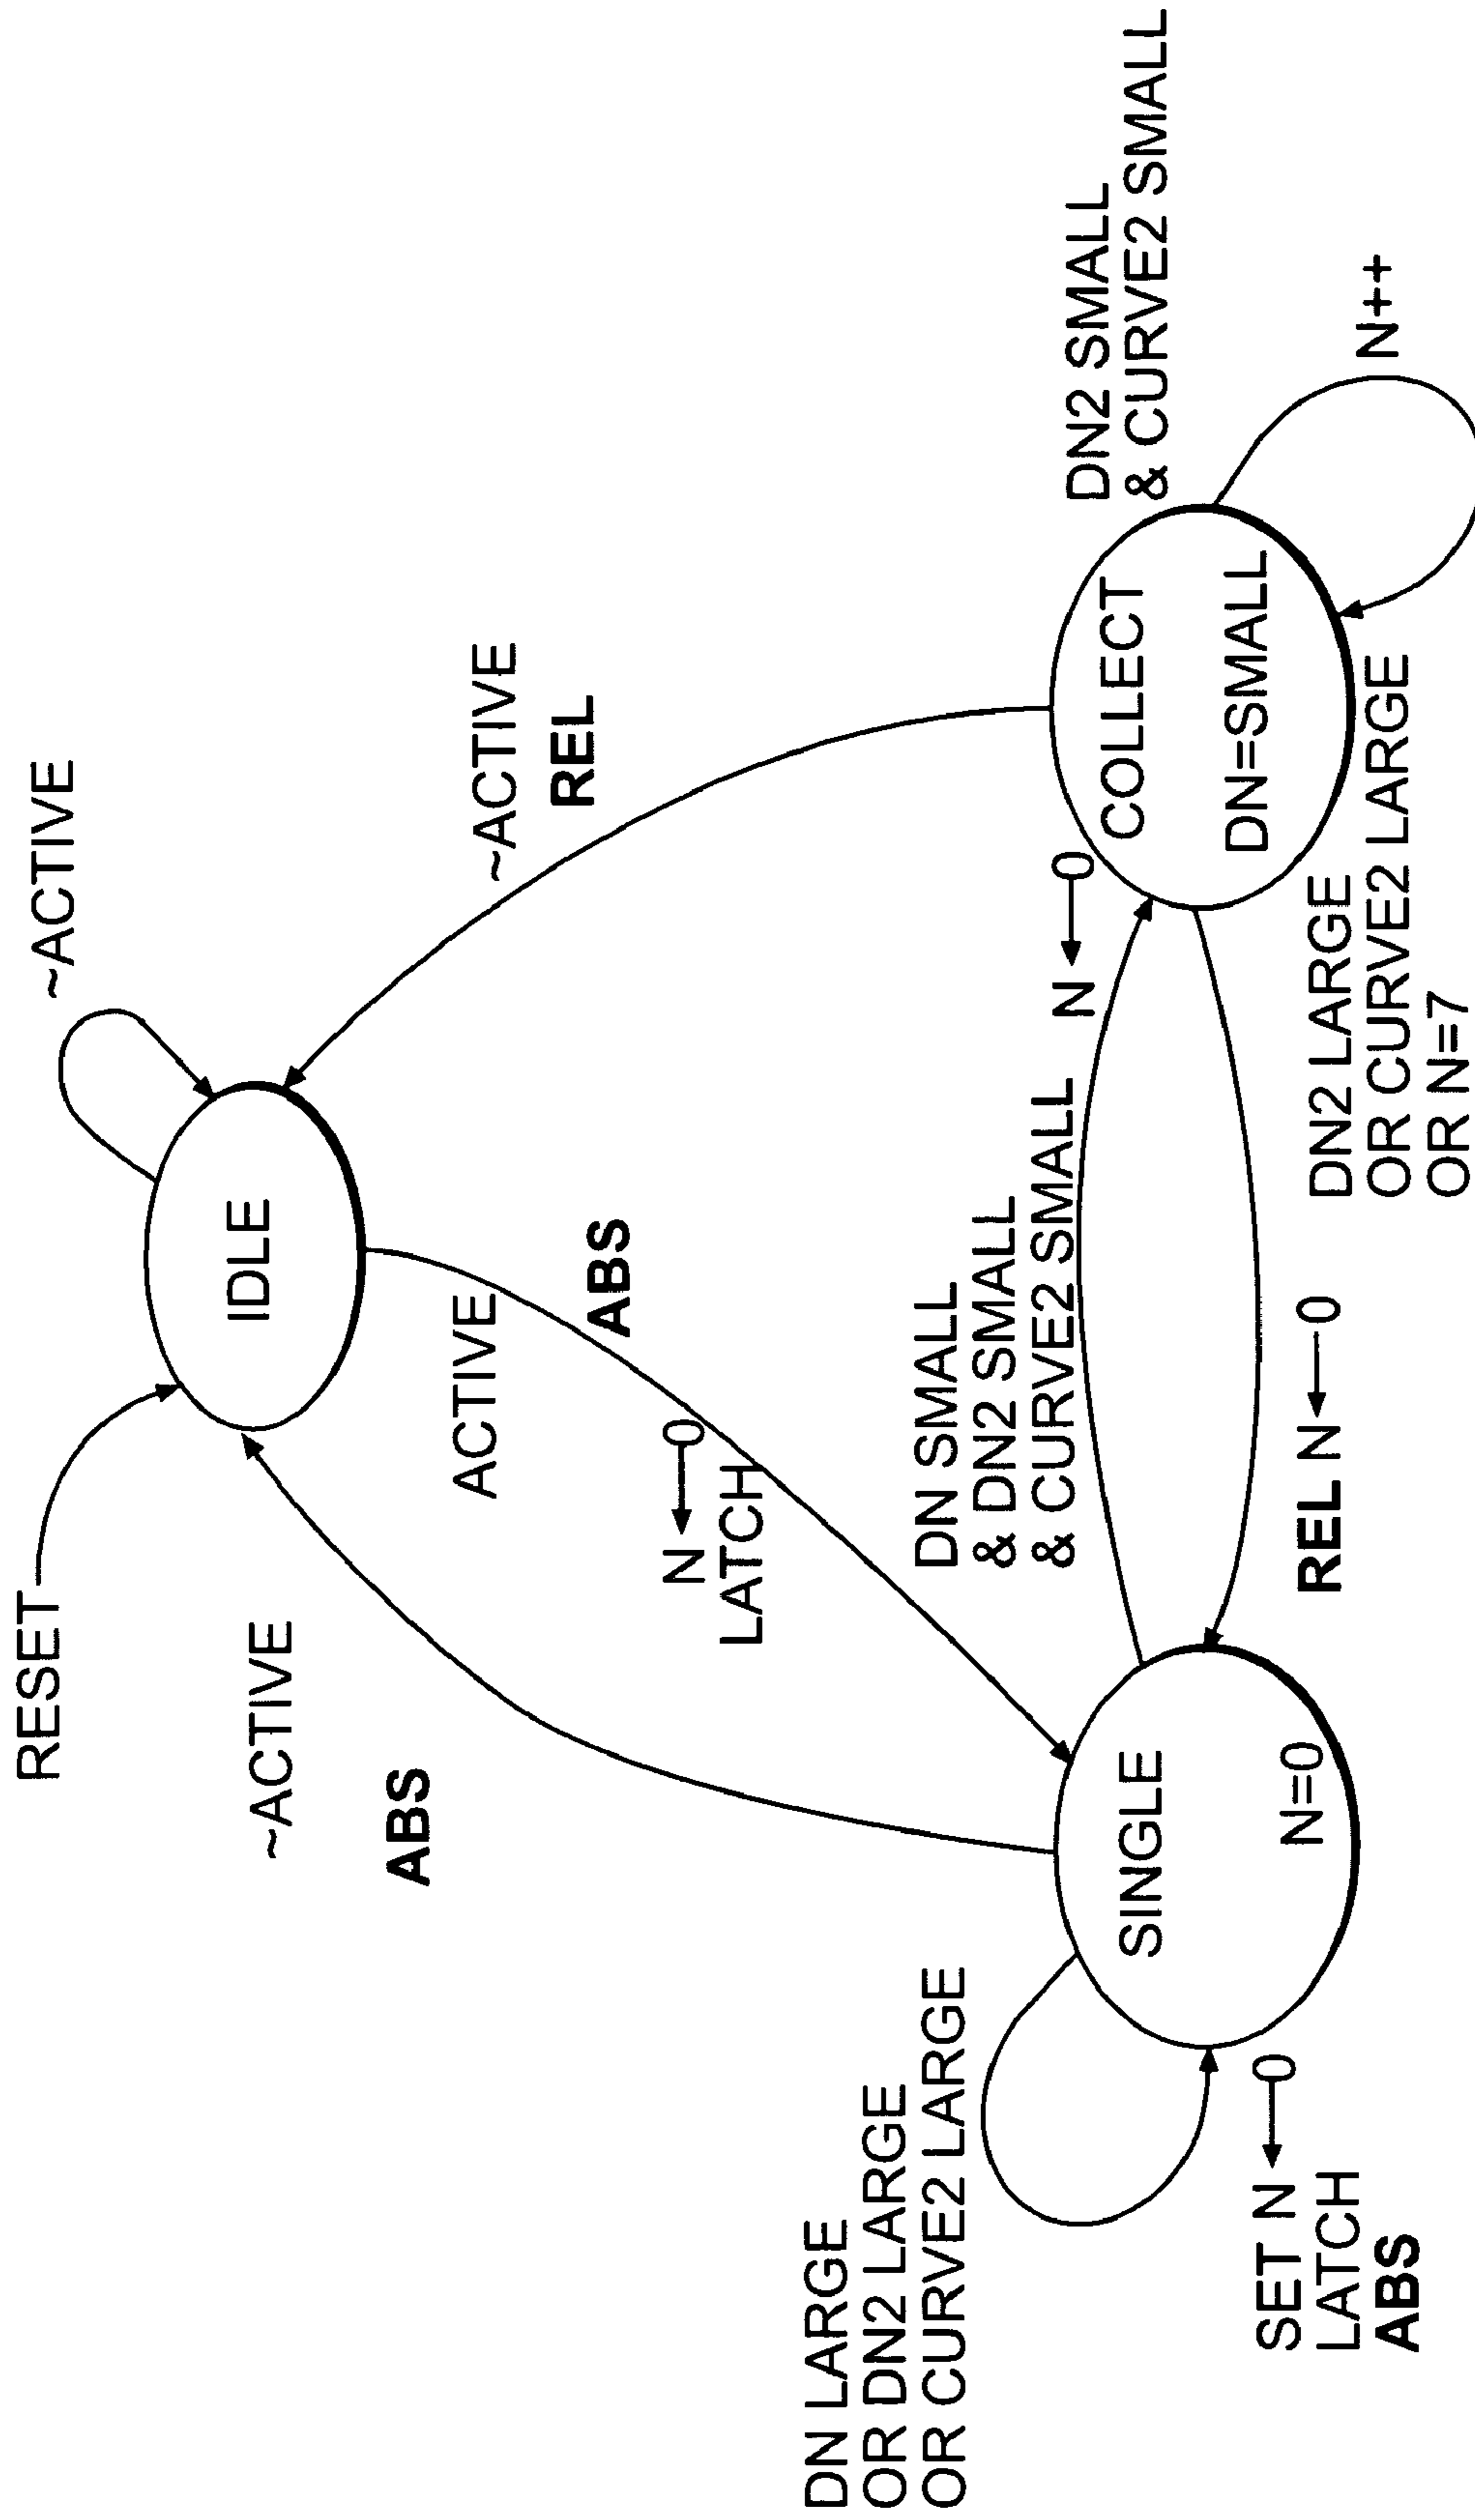 RESET
~ACTIVE
IDLE
~ACTIVE
ABS
ACTIVE
ABS
~ACTIVE
REL
N ← 0
LATCH
DN LARGE
OR DN2 LARGE
OR CURVE2 LARGE
DN SMALL
& DN2 SMALL
& CURVE2 SMALL
N ← 0
DN2 SMALL
& CURVE2 SMALL
SINGLE
N=0
COLLECT
DN=SMALL
SET N ← 0
LATCH
ABS
REL N ← 0
DN2 LARGE
OR CURVE2 LARGE
OR N=7
N++